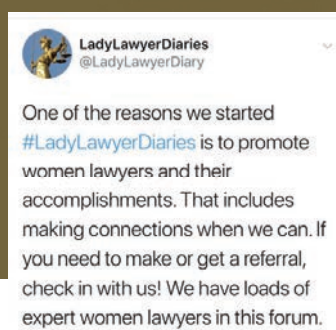 LadyLawyerDiaries
@LadyLawyerDiary
One of the reasons we started
#LadyLawyerDiaries is to promote
women lawyers and their
accomplishments. That includes
making connections when we can. If
you need to make or get a referral,
check in with us! We have loads of
expert women lawyers in this forum.